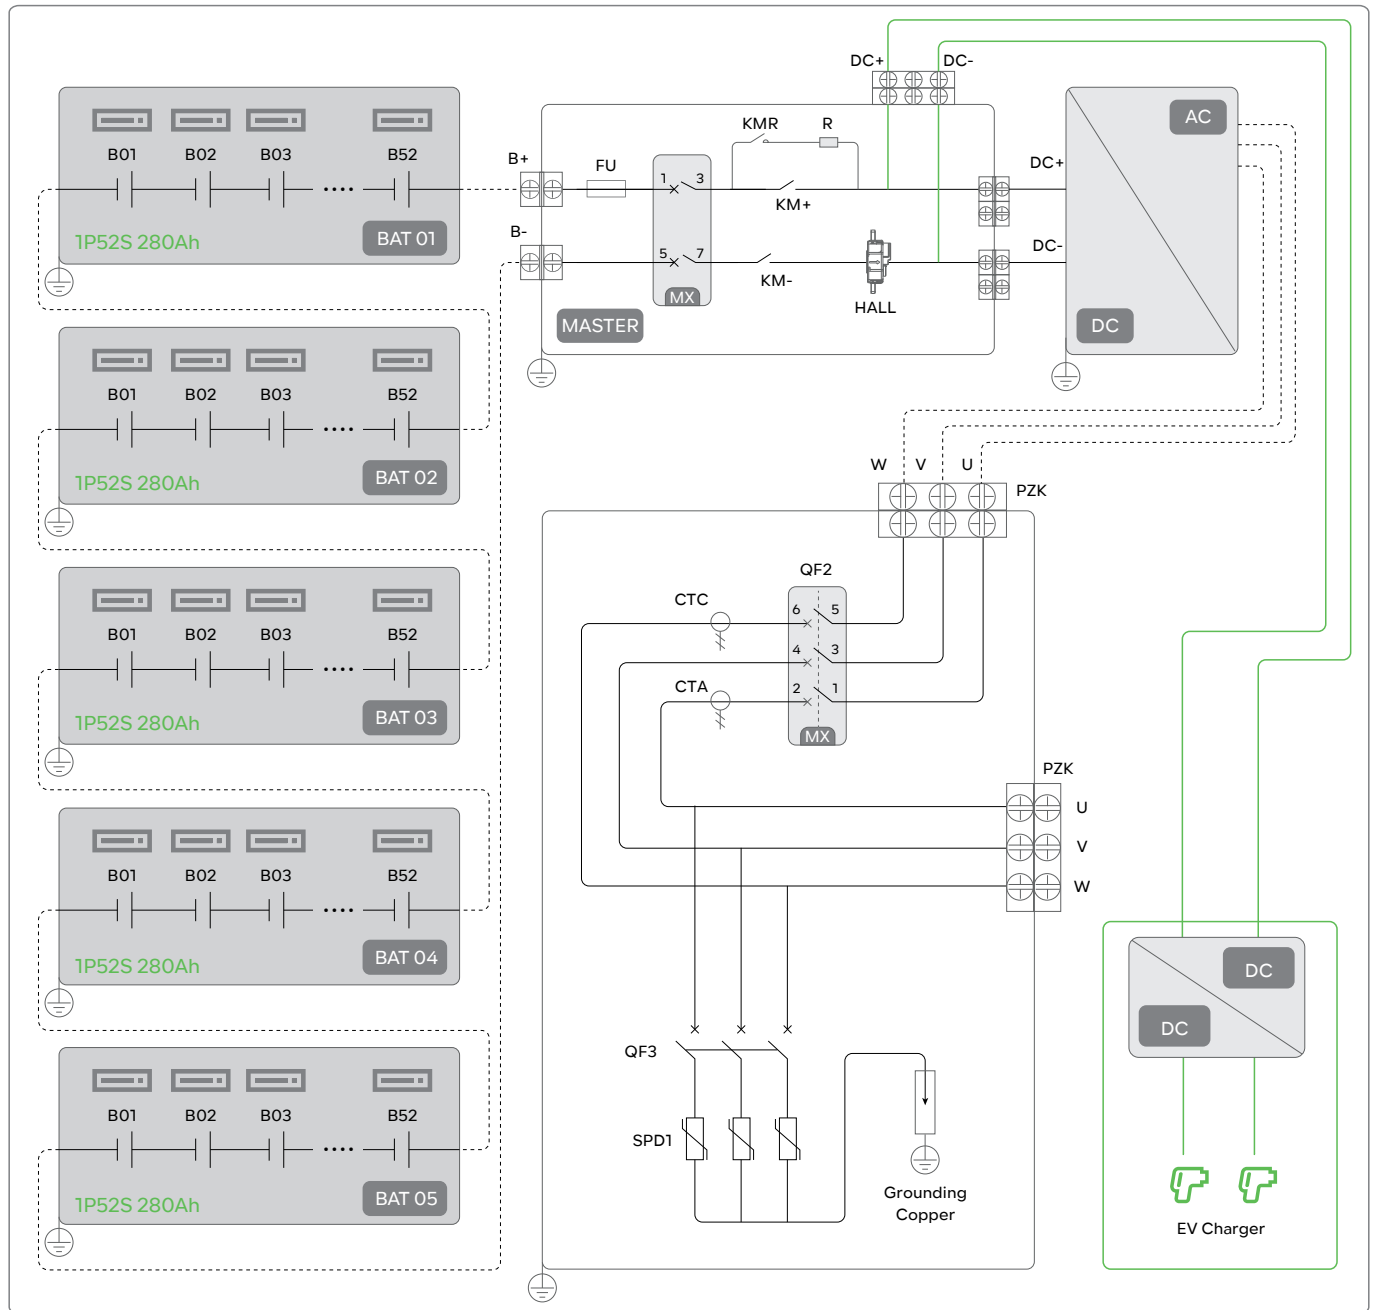 B01 B02 B03 B52
1P52S 280Ah
BAT 01
B01 B02 B03 B52
1P52S 280Ah
BAT 02
B01 B02 B03 B52
1P52S 280Ah
BAT 03
B01 B02 B03 B52
1P52S 280Ah
BAT 04
B01 B02 B03 B52
1P52S 280Ah
BAT 05
DC+ DC-
KMR R
B+ FU
1 3
KM+
B-
5 7
KM-
MX
HALL
MASTER
DC+
DC-
AC
DC
W V U
PZK
QF2
CTC
6 5
4 3
CTA
2 1
MX
PZK
U
V
W
QF3
SPD1
Grounding
Copper
DC
DC
EV Charger